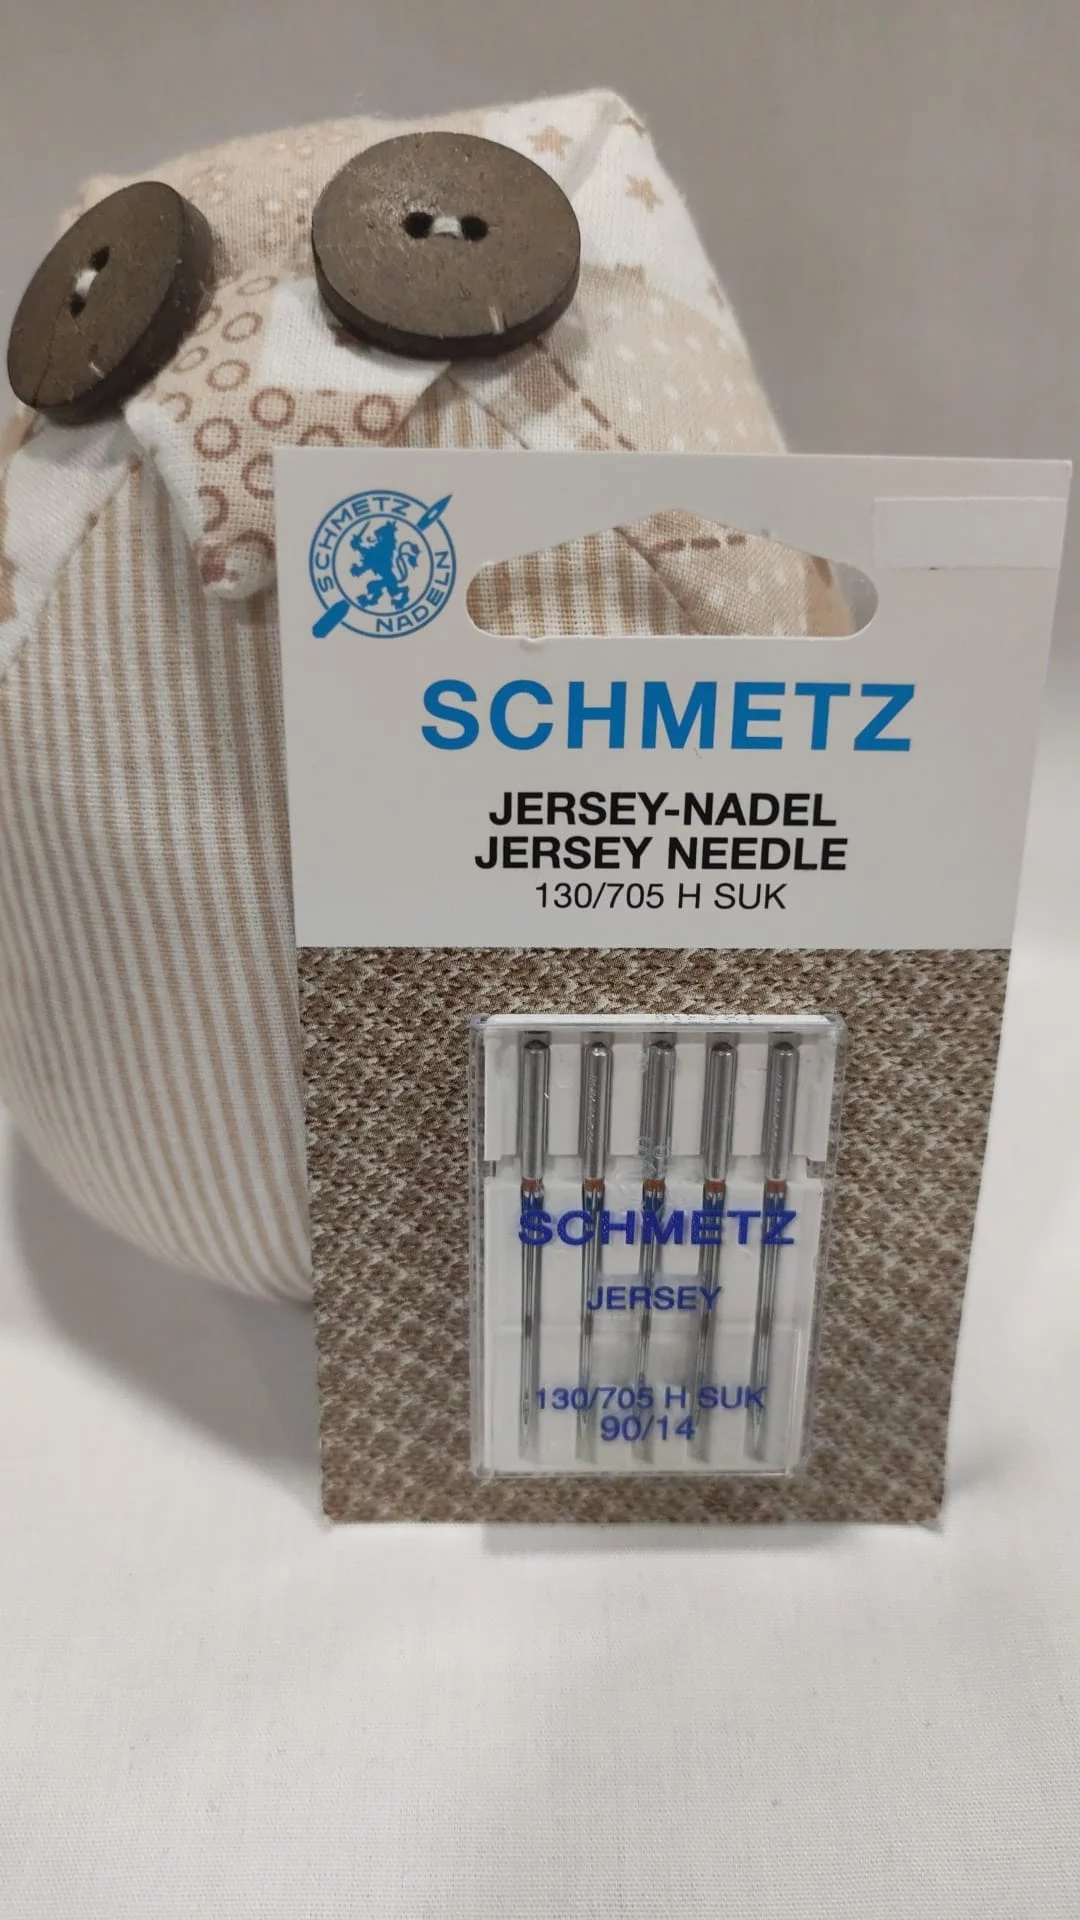 SCHMETZ
NADELN
SCHMETZ
JERSEY-NADEL
JERSEY NEEDLE
130/705 H SUK
SCHMETZ
JERSEY
130/705 H SUK
90/14